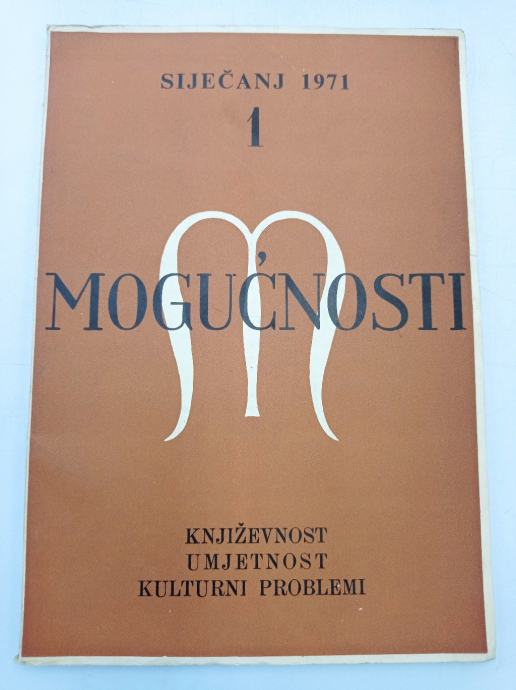 SIJEČANJ 1971
1
MOGUĆNOSTI
KNJIŽEVNOST
UMJETNOST
KULTURNI PROBLEMI